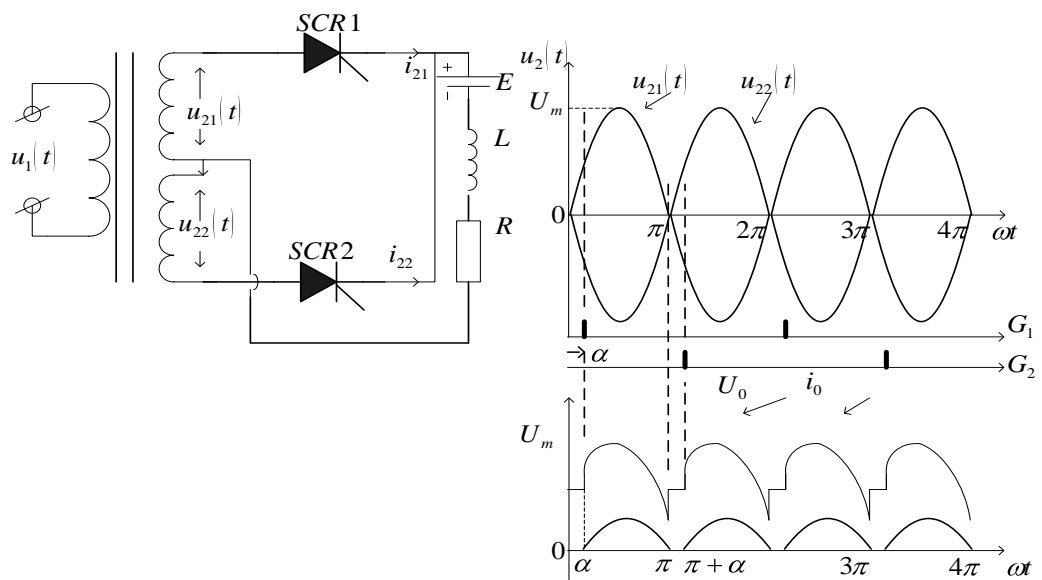 SCR1
i21
+
E
-
u1(t)
u21(t)
L
u22(t)
R
SCR2
i22
u2(t)
u21(t)
u22(t)
Um
0
π
2π
3π
4π
ωt
G1
α
G2
U0
i0
Um
0
α
π
π + α
3π
4π
ωt